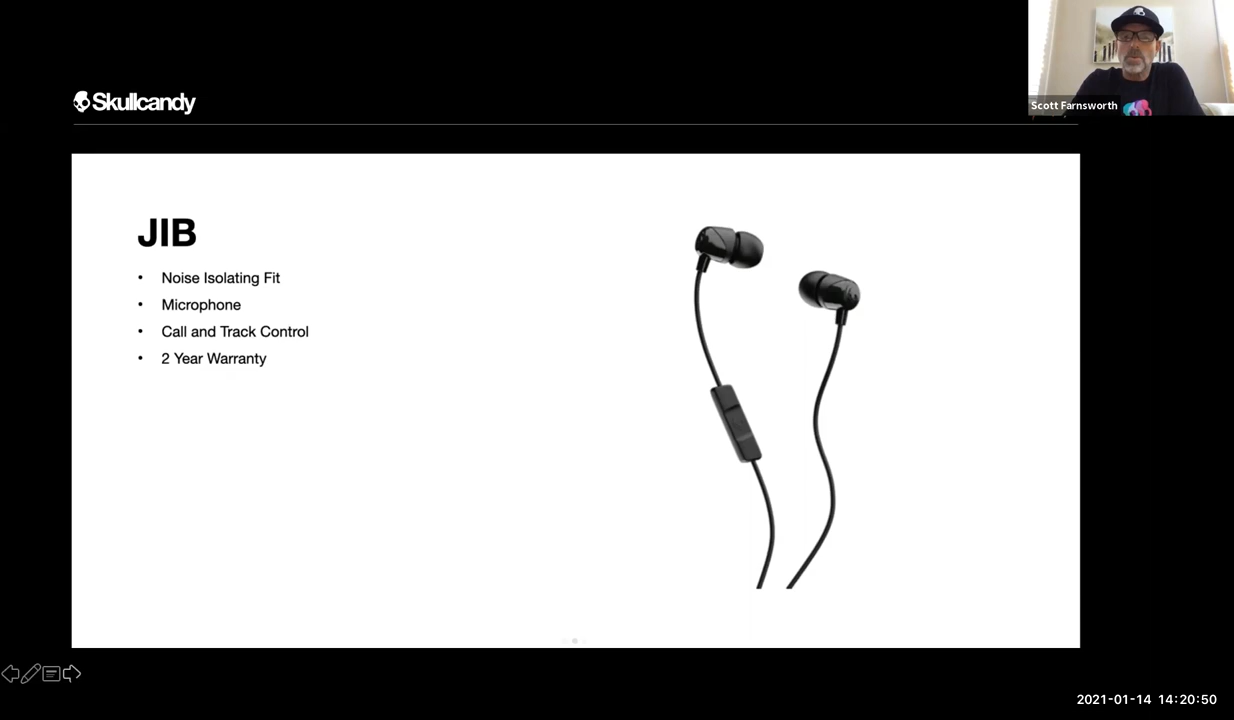 Skullcandy
Scott Farnsworth
JIB
• Noise Isolating Fit
• Microphone
• Call and Track Control
• 2 Year Warranty
2021-01-14 14:20:50